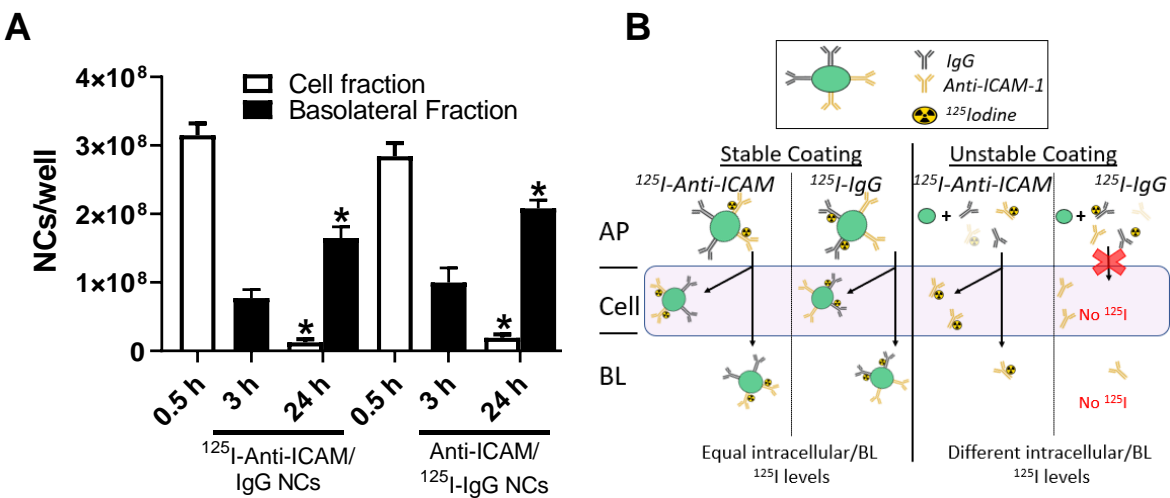 A
NCs/well
4×10⁸
3×10⁸
2×10⁸
1×10⁸
0
Cell fraction
Basolateral Fraction
* * * *
0.5 h 3 h 24 h 0.5 h 3 h 24 h
¹²⁵I-Anti-ICAM/
IgG NCs
Anti-ICAM/
¹²⁵I-IgG NCs
B
IgG
Anti-ICAM-1
¹²⁵Iodine
Stable Coating Unstable Coating
¹²⁵I-Anti-ICAM ¹²⁵I-IgG ¹²⁵I-Anti-ICAM ¹²⁵I-IgG
AP
+ +
Cell
No ¹²⁵I
BL
No ¹²⁵I
Equal intracellular/BL
¹²⁵I levels
Different intracellular/BL
¹²⁵I levels